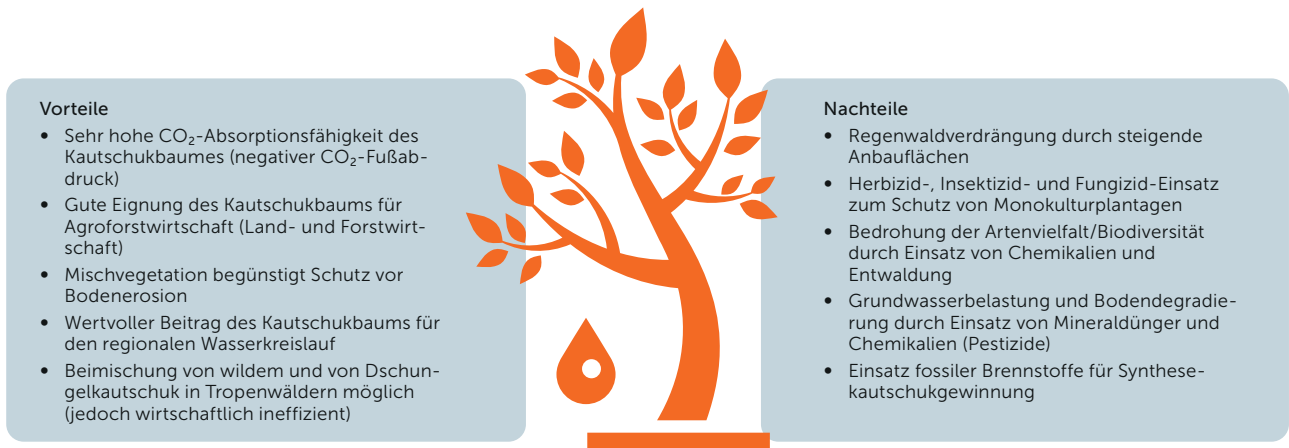 Vorteile
• Sehr hohe CO₂-Absorptionsfähigkeit des
Kautschukbaumes (negativer CO₂-Fußab-
druck)
• Gute Eignung des Kautschukbaums für
Agroforstwirtschaft (Land- und Forstwirt-
schaft)
• Mischvegetation begünstigt Schutz vor
Bodenerosion
• Wertvoller Beitrag des Kautschukbaums für
den regionalen Wasserkreislauf
• Beimischung von wildem und von Dschun-
gelkautschuk in Tropenwäldern möglich
(jedoch wirtschaftlich ineffizient)
Nachteile
• Regenwaldverdrängung durch steigende
Anbauflächen
• Herbizid-, Insektizid- und Fungizid-Einsatz
zum Schutz von Monokulturplantagen
• Bedrohung der Artenvielfalt/Biodiversität
durch Einsatz von Chemikalien und
Entwaldung
• Grundwasserbelastung und Bodendegradie-
rung durch Einsatz von Mineraldünger und
Chemikalien (Pestizide)
• Einsatz fossiler Brennstoffe für Synthese-
kautschukgewinnung